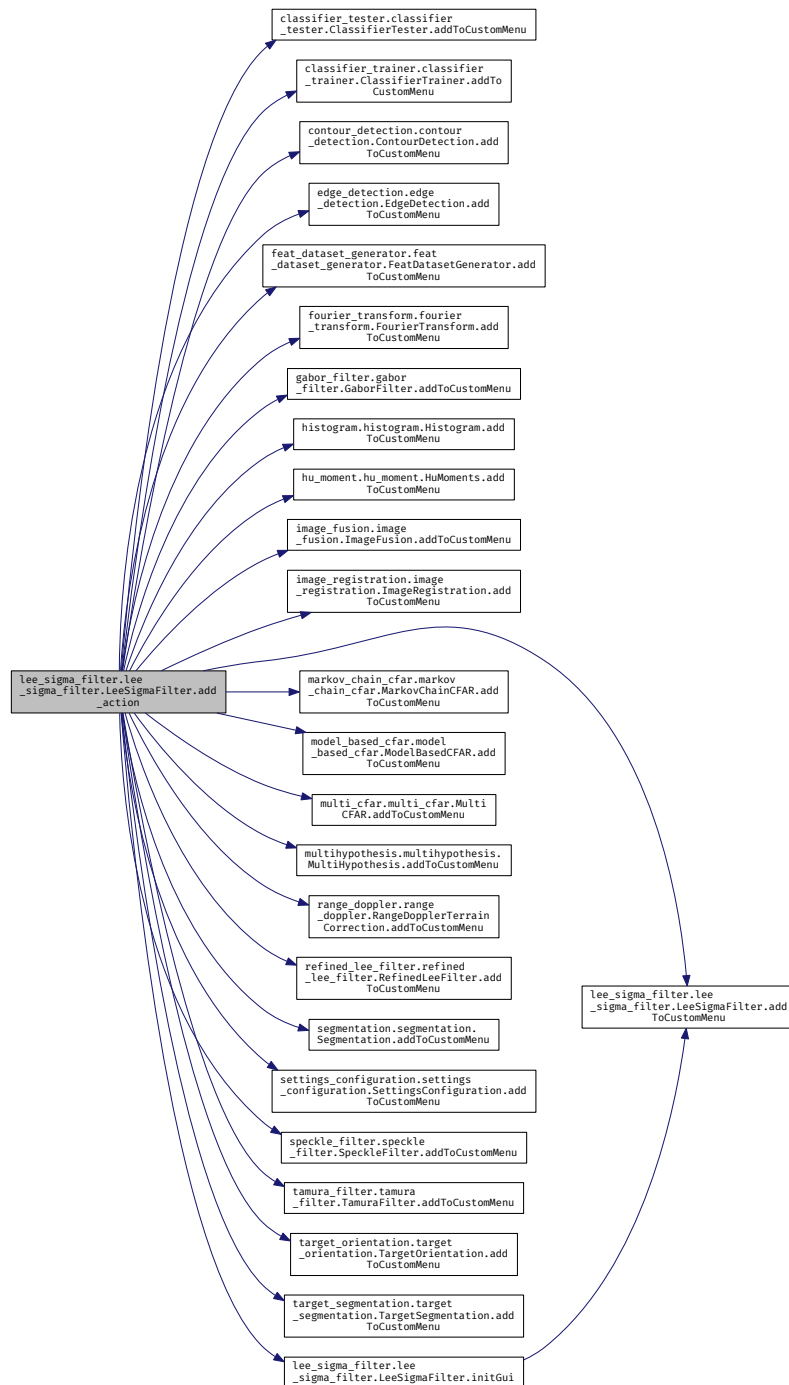 classifier_tester.classifier
_tester.ClassifierTester.addToCustomMenu
classifier_trainer.classifier
_trainer.ClassifierTrainer.addTo
CustomMenu
contour_detection.contour
_detection.ContourDetection.add
ToCustomMenu
edge_detection.edge
_detection.EdgeDetection.add
ToCustomMenu
feat_dataset_generator.feat
_dataset_generator.FeatDatasetGenerator.add
ToCustomMenu
fourier_transform.fourier
_transform.FourierTransform.add
ToCustomMenu
gabor_filter.gabor
_filter.GaborFilter.addToCustomMenu
histogram.histogram.Histogram.add
ToCustomMenu
hu_moment.hu_moment.HuMoments.add
ToCustomMenu
image_fusion.image
_fusion.ImageFusion.addToCustomMenu
image_registration.image
_registration.ImageRegistration.add
ToCustomMenu
lee_sigma_filter.lee
_sigma_filter.LeeSigmaFilter.add
_action
markov_chain_cfar.markov
_chain_cfar.MarkovChainCFAR.add
ToCustomMenu
model_based_cfar.model
_based_cfar.ModelBasedCFAR.add
ToCustomMenu
multi_cfar.multi_cfar.Multi
CFAR.addToCustomMenu
multihypothesis.multihypothesis.
MultiHypothesis.addToCustomMenu
range_doppler.range
_doppler.RangeDopplerTerrain
Correction.addToCustomMenu
refined_lee_filter.refined
_lee_filter.RefinedLeeFilter.add
ToCustomMenu
lee_sigma_filter.lee
_sigma_filter.LeeSigmaFilter.add
ToCustomMenu
segmentation.segmentation.
Segmentation.addToCustomMenu
settings_configuration.settings
_configuration.SettingsConfiguration.add
ToCustomMenu
speckle_filter.speckle
_filter.SpeckleFilter.addToCustomMenu
tamura_filter.tamura
_filter.TamuraFilter.addToCustomMenu
target_orientation.target
_orientation.TargetOrientation.add
ToCustomMenu
target_segmentation.target
_segmentation.TargetSegmentation.add
ToCustomMenu
lee_sigma_filter.lee
_sigma_filter.LeeSigmaFilter.initGui